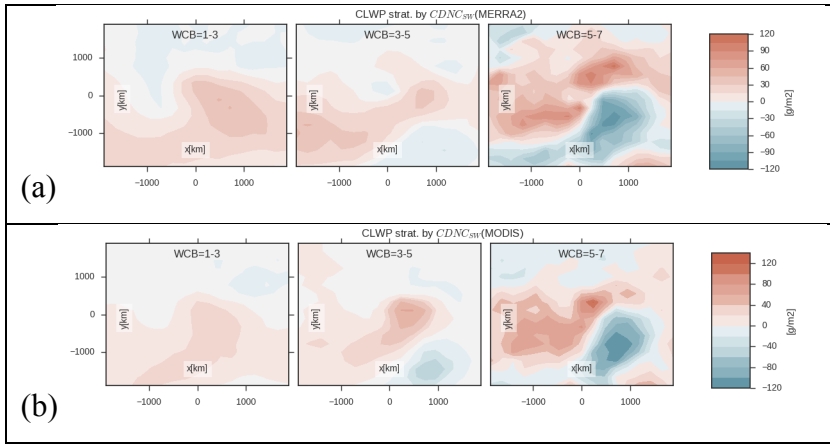 CLWP strat. by CDNC_SW(MERRA2)
WCB=1-3 WCB=3-5 WCB=5-7
1000
0
−1000
y[km] y[km] y[km]
x[km] x[km] x[km]
−1000 0 1000 −1000 0 1000 −1000 0 1000
120
90
60
30
0
−30
−60
−90
−120
[g/m2]
(a)
CLWP strat. by CDNC_SW(MODIS)
WCB=1-3 WCB=3-5 WCB=5-7
1000
0
−1000
y[km] y[km] y[km]
x[km] x[km] x[km]
−1000 0 1000 −1000 0 1000 −1000 0 1000
120
80
40
0
−40
−80
−120
[g/m2]
(b)